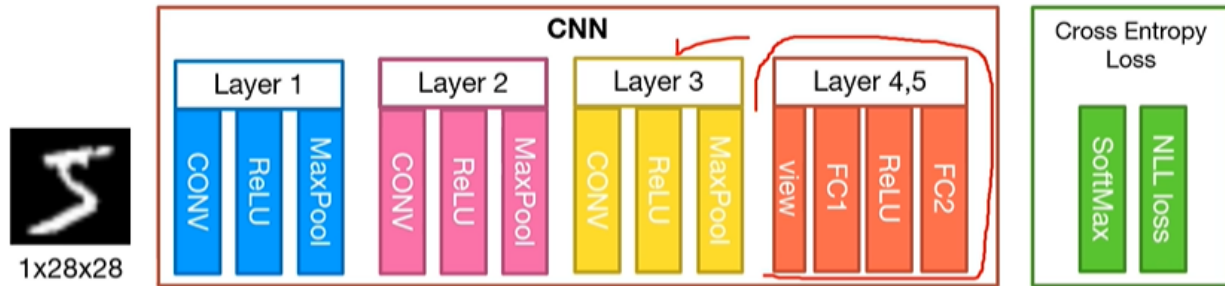 CNN
Layer 1
CONV
ReLU
MaxPool
Layer 2
CONV
ReLU
MaxPool
Layer 3
CONV
ReLU
MaxPool
Layer 4,5
view
FC1
ReLU
FC2
Cross Entropy
Loss
SoftMax
NLL loss
1x28x28